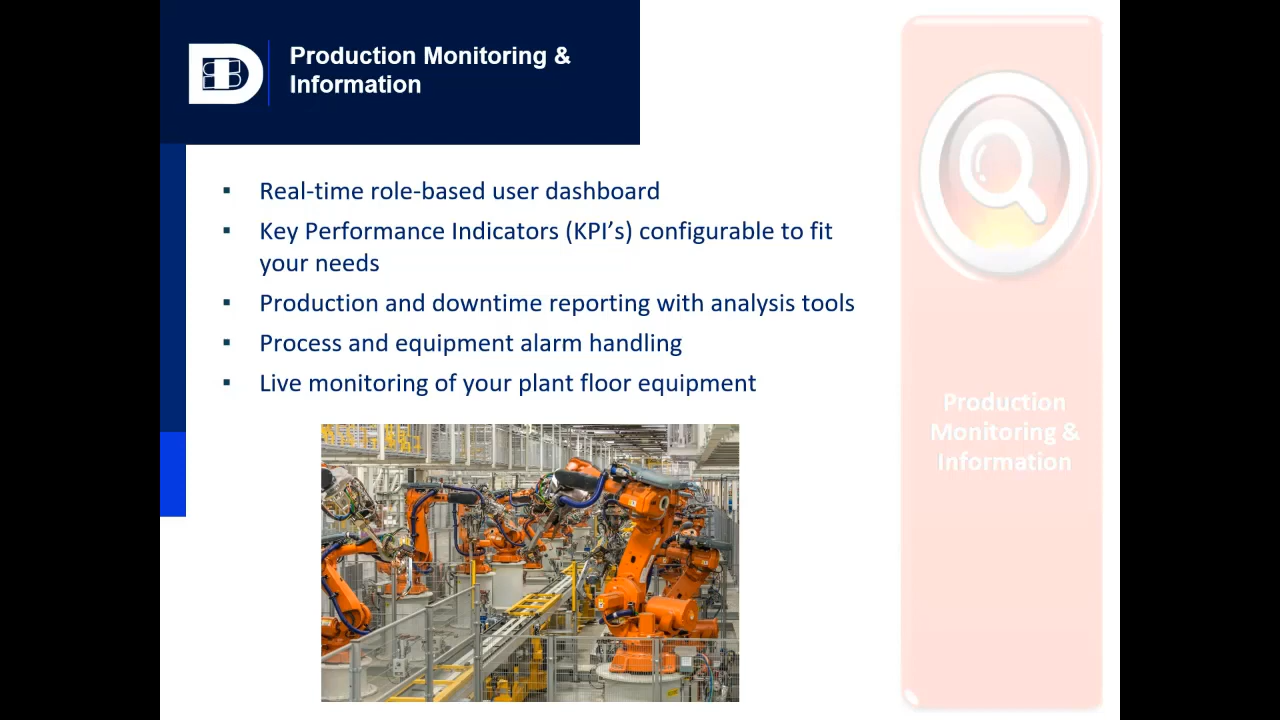 Production Monitoring &
Information
▪ Real-time role-based user dashboard
▪ Key Performance Indicators (KPI’s) configurable to fit
your needs
▪ Production and downtime reporting with analysis tools
▪ Process and equipment alarm handling
▪ Live monitoring of your plant floor equipment
Production
Monitoring &
Information